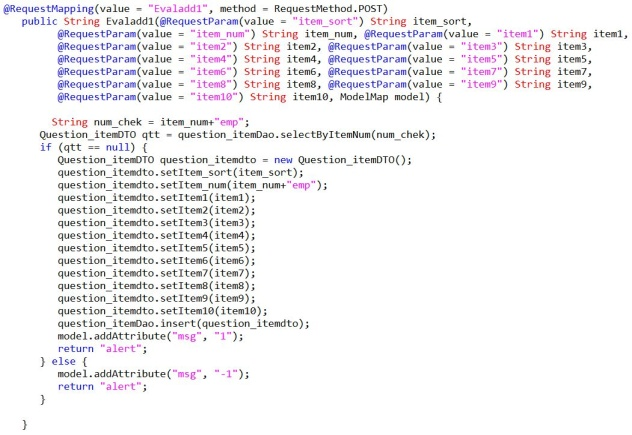 @RequestMapping(value = "Evaladd1", method = RequestMethod.POST)
public String Evaladd1(@RequestParam(value = "item_sort") String item_sort,
@RequestParam(value = "item_num") String item_num, @RequestParam(value = "item1") String item1,
@RequestParam(value = "item2") String item2, @RequestParam(value = "item3") String item3,
@RequestParam(value = "item4") String item4, @RequestParam(value = "item5") String item5,
@RequestParam(value = "item6") String item6, @RequestParam(value = "item7") String item7,
@RequestParam(value = "item8") String item8, @RequestParam(value = "item9") String item9,
@RequestParam(value = "item10") String item10, ModelMap model) {
String num_chek = item_num+"emp";
Question_itemDTO qtt = question_itemDao.selectByItemNum(num_chek);
if (qtt == null) {
Question_itemDTO question_itemdto = new Question_itemDTO();
question_itemdto.setItem_sort(item_sort);
question_itemdto.setItem_num(item_num+"emp");
question_itemdto.setItem1(item1);
question_itemdto.setItem2(item2);
question_itemdto.setItem3(item3);
question_itemdto.setItem4(item4);
question_itemdto.setItem5(item5);
question_itemdto.setItem6(item6);
question_itemdto.setItem7(item7);
question_itemdto.setItem8(item8);
question_itemdto.setItem9(item9);
question_itemdto.setItem10(item10);
question_itemDao.insert(question_itemdto);
model.addAttribute("msg", "1");
return "alert";
} else {
model.addAttribute("msg", "-1");
return "alert";
}
}